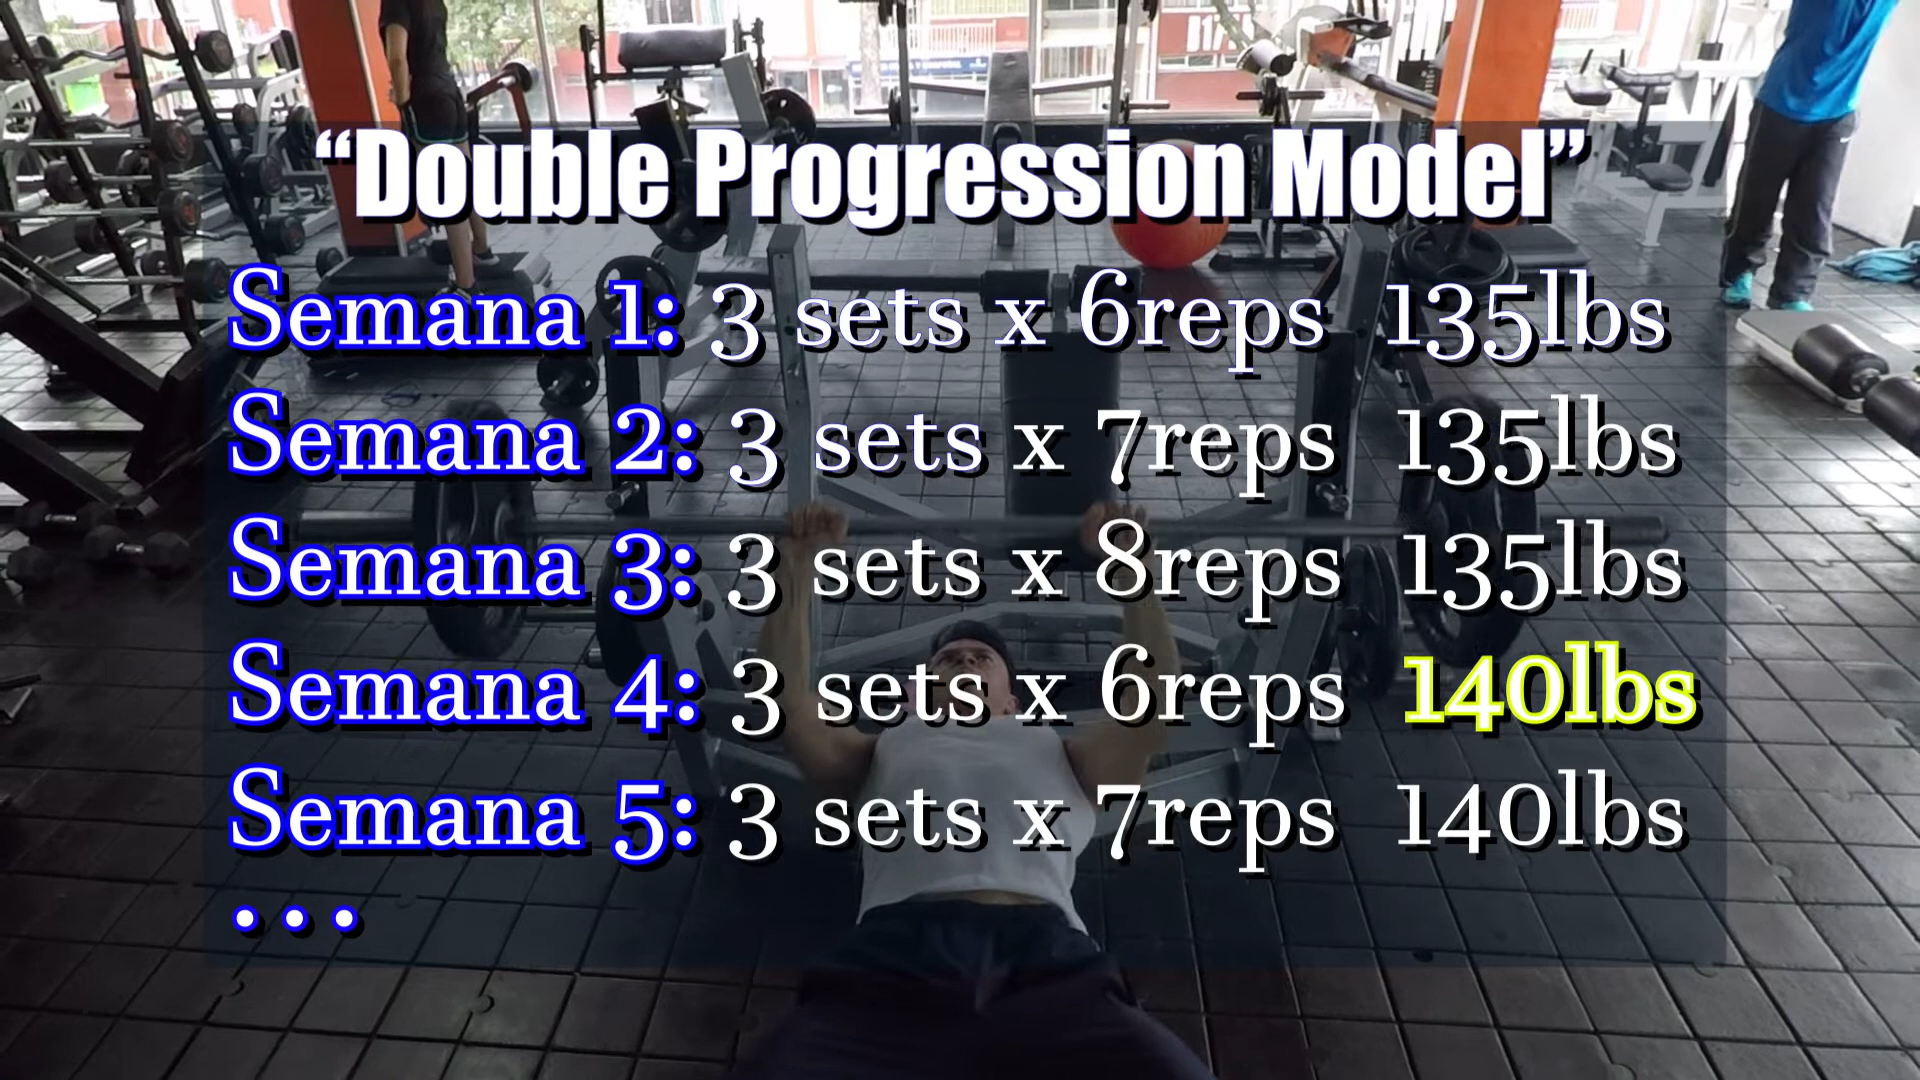 “Double Progression Model”
Semana 1: 3 sets x 6reps 135lbs
Semana 2: 3 sets x 7reps 135lbs
Semana 3: 3 sets x 8reps 135lbs
Semana 4: 3 sets x 6reps 140lbs
Semana 5: 3 sets x 7reps 140lbs
...